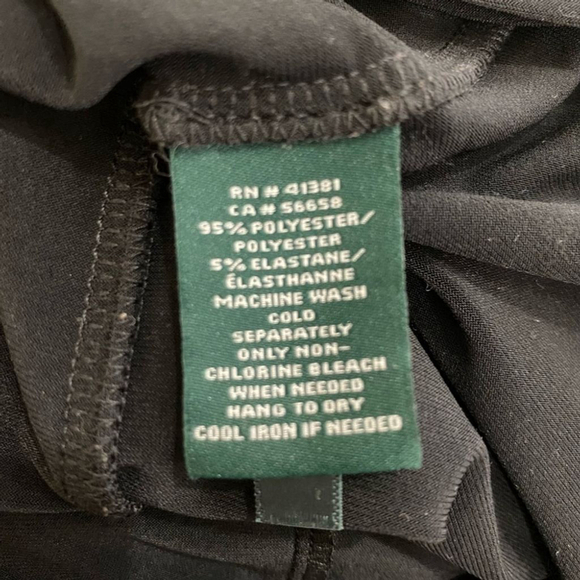 RN # 41381
CA # 56658
95% POLYESTER/
POLYESTER
5% ELASTANE/
ÉLASTHANNE
MACHINE WASH
COLD
SEPARATELY
ONLY NON-
CHLORINE BLEACH
WHEN NEEDED
HANG TO DRY
COOL IRON IF NEEDED